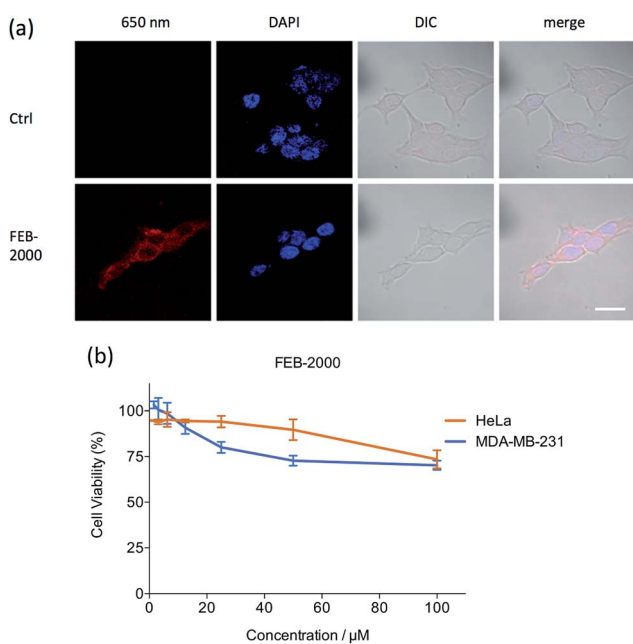 (a)
650 nm DAPI DIC merge
Ctrl
FEB-
2000
(b)
FEB-2000
100
75
50
25
0
Cell Viability (%)
HeLa
MDA-MB-231
0 20 40 60 80 100
Concentration / µM